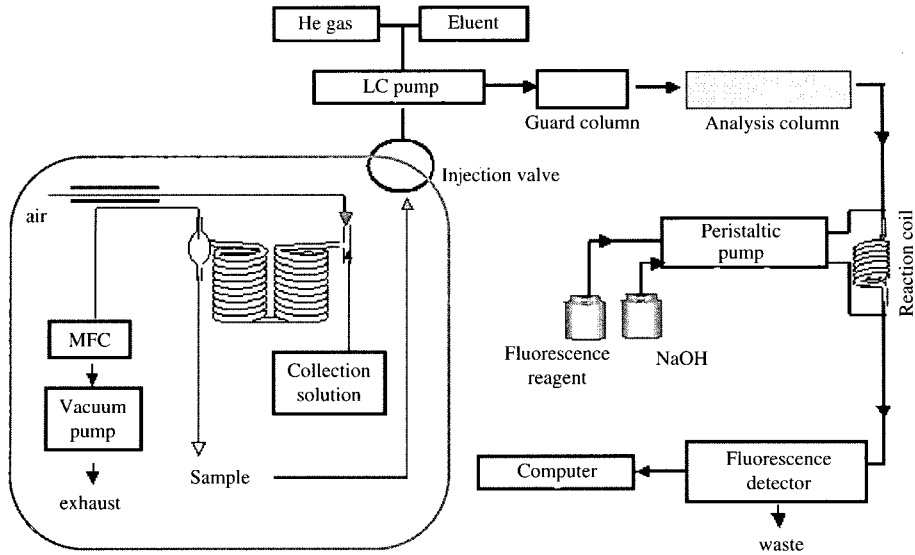 He gas
Eluent
LC pump
Guard column
Analysis column
Injection valve
air
Peristaltic
pump
Reaction coil
MFC
Collection
solution
Fluorescence
reagent
NaOH
Vacuum
pump
Sample
exhaust
Computer
Fluorescence
detector
waste